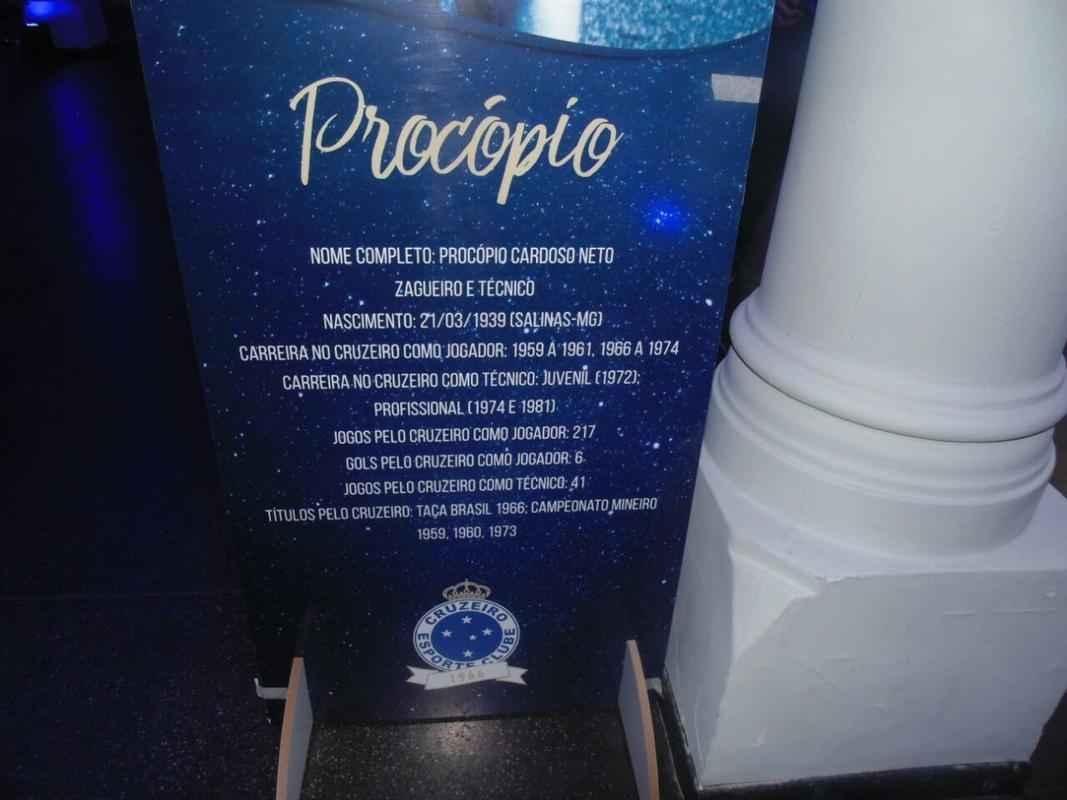 Procópio
NOME COMPLETO: PROCÓPIO CARDOSO NETO
ZAGUEIRO E TÉCNICO
NASCIMENTO: 21/03/1939 (SALINAS-MG)
CARREIRA NO CRUZEIRO COMO JOGADOR: 1959 A 1961, 1966 A 1974
CARREIRA NO CRUZEIRO COMO TÉCNICO: JUVENIL (1972);
PROFISSIONAL (1974 E 1981)
JOGOS PELO CRUZEIRO COMO JOGADOR: 217
GOLS PELO CRUZEIRO COMO JOGADOR: 6
JOGOS PELO CRUZEIRO COMO TÉCNICO: 41
TÍTULOS PELO CRUZEIRO: TAÇA BRASIL 1966; CAMPEONATO MINEIRO
1959, 1960, 1973
CRUZEIRO
ESPORTE CLUBE
1966